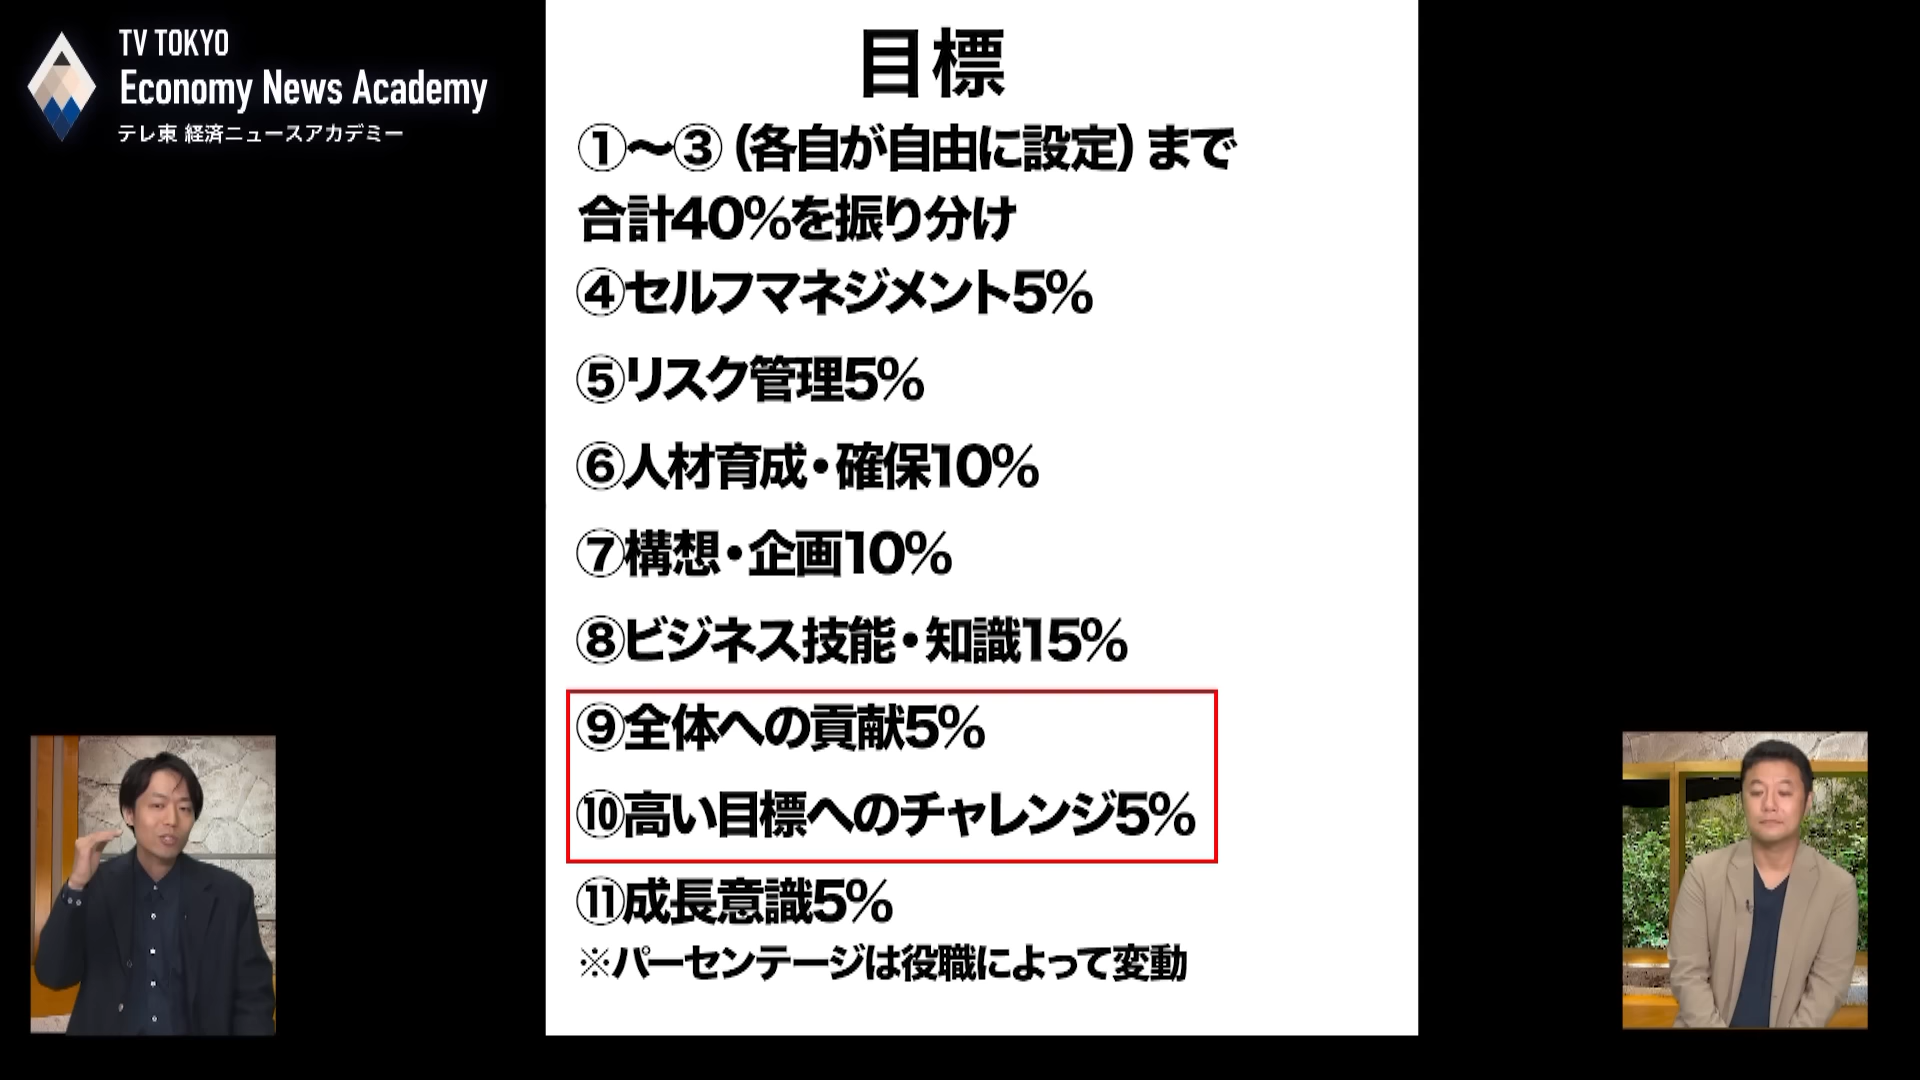 TV TOKYO
Economy News Academy
テレ東 経済ニュースアカデミー
目標
①〜③（各自が自由に設定）まで
合計40%を振り分け
④セルフマネジメント5%
⑤リスク管理5%
⑥人材育成・確保10%
⑦構想・企画10%
⑧ビジネス技能・知識15%
⑨全体への貢献5%
⑩高い目標へのチャレンジ5%
⑪成長意識5%
※パーセンテージは役職によって変動